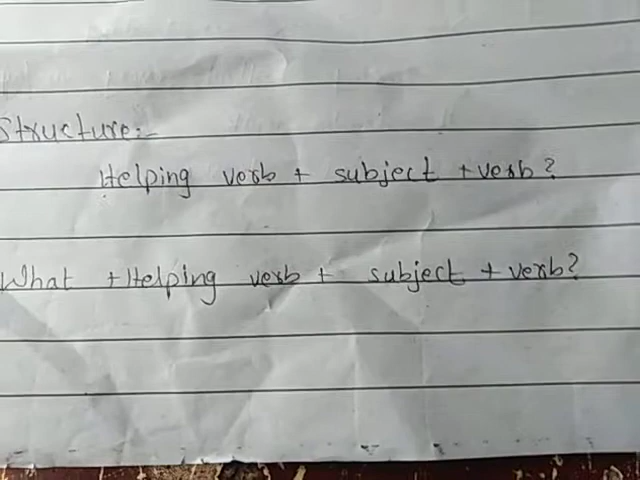 Structure:-
Helping verb + subject + verb?
What + Helping verb + subject + verb?